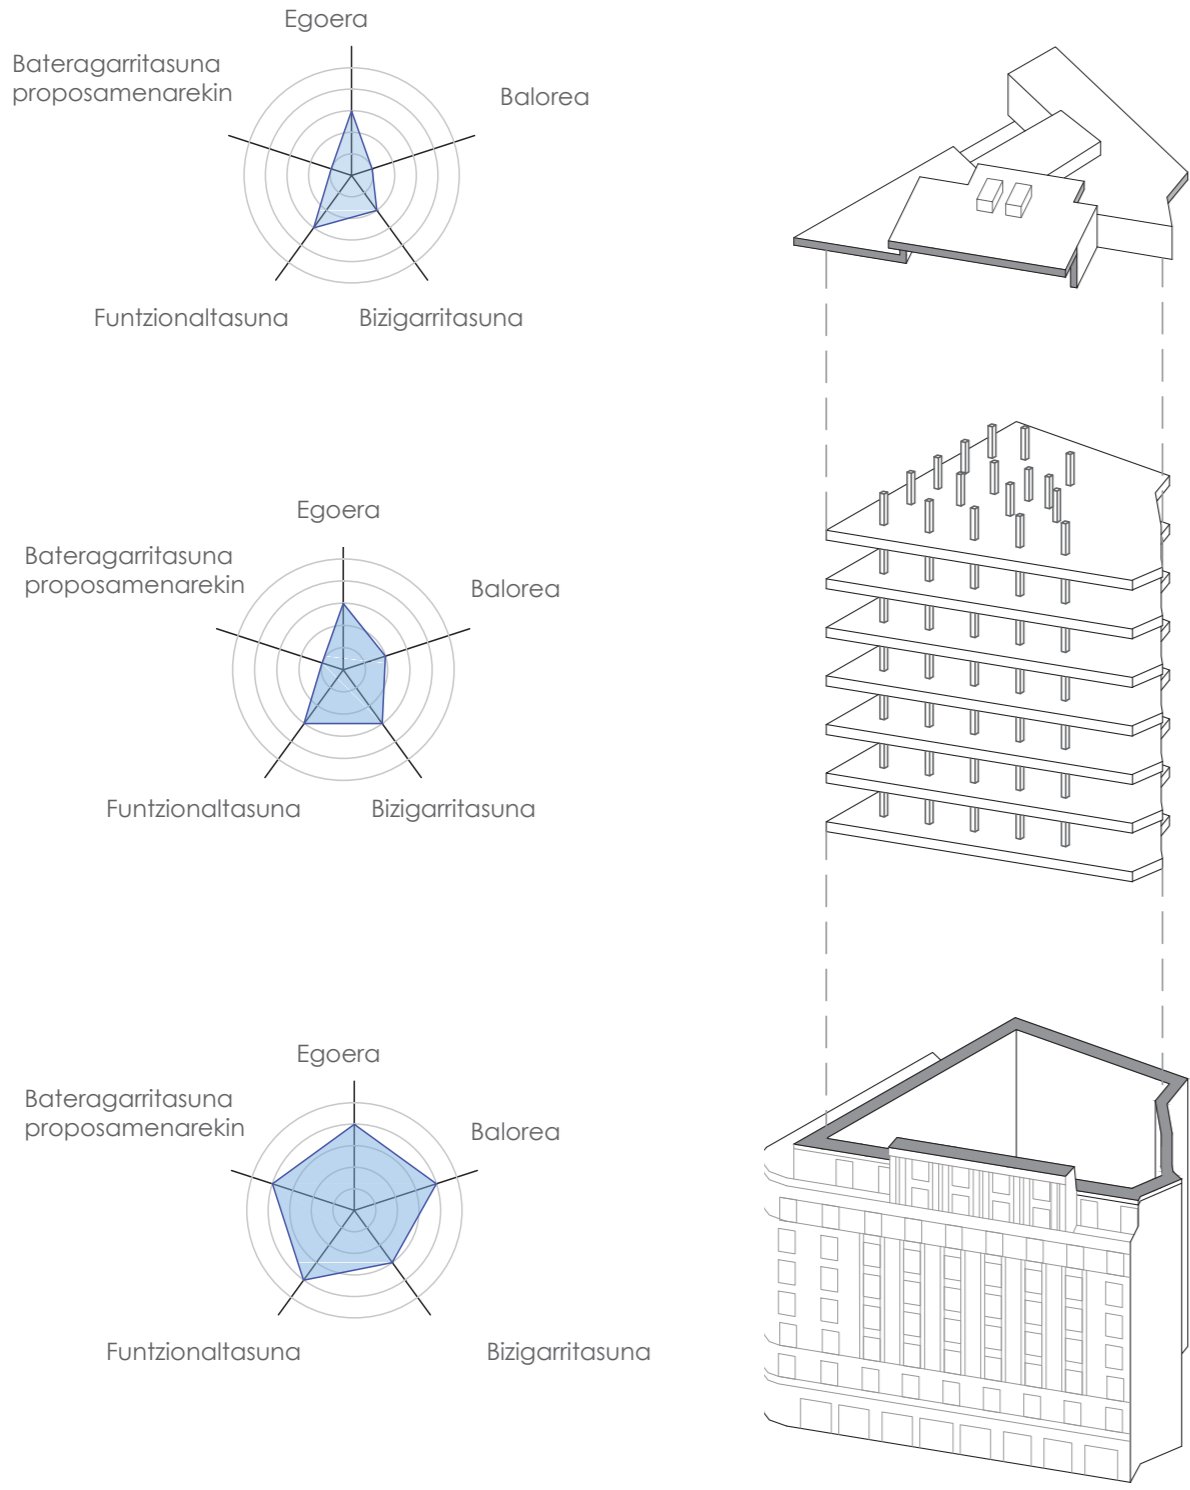 Egoera
Bateragarritasuna
proposamenarekin
Balorea
Funtzionaltasuna
Bizigarritasuna
Egoera
Bateragarritasuna
proposamenarekin
Balorea
Funtzionaltasuna
Bizigarritasuna
Egoera
Bateragarritasuna
proposamenarekin
Balorea
Funtzionaltasuna
Bizigarritasuna